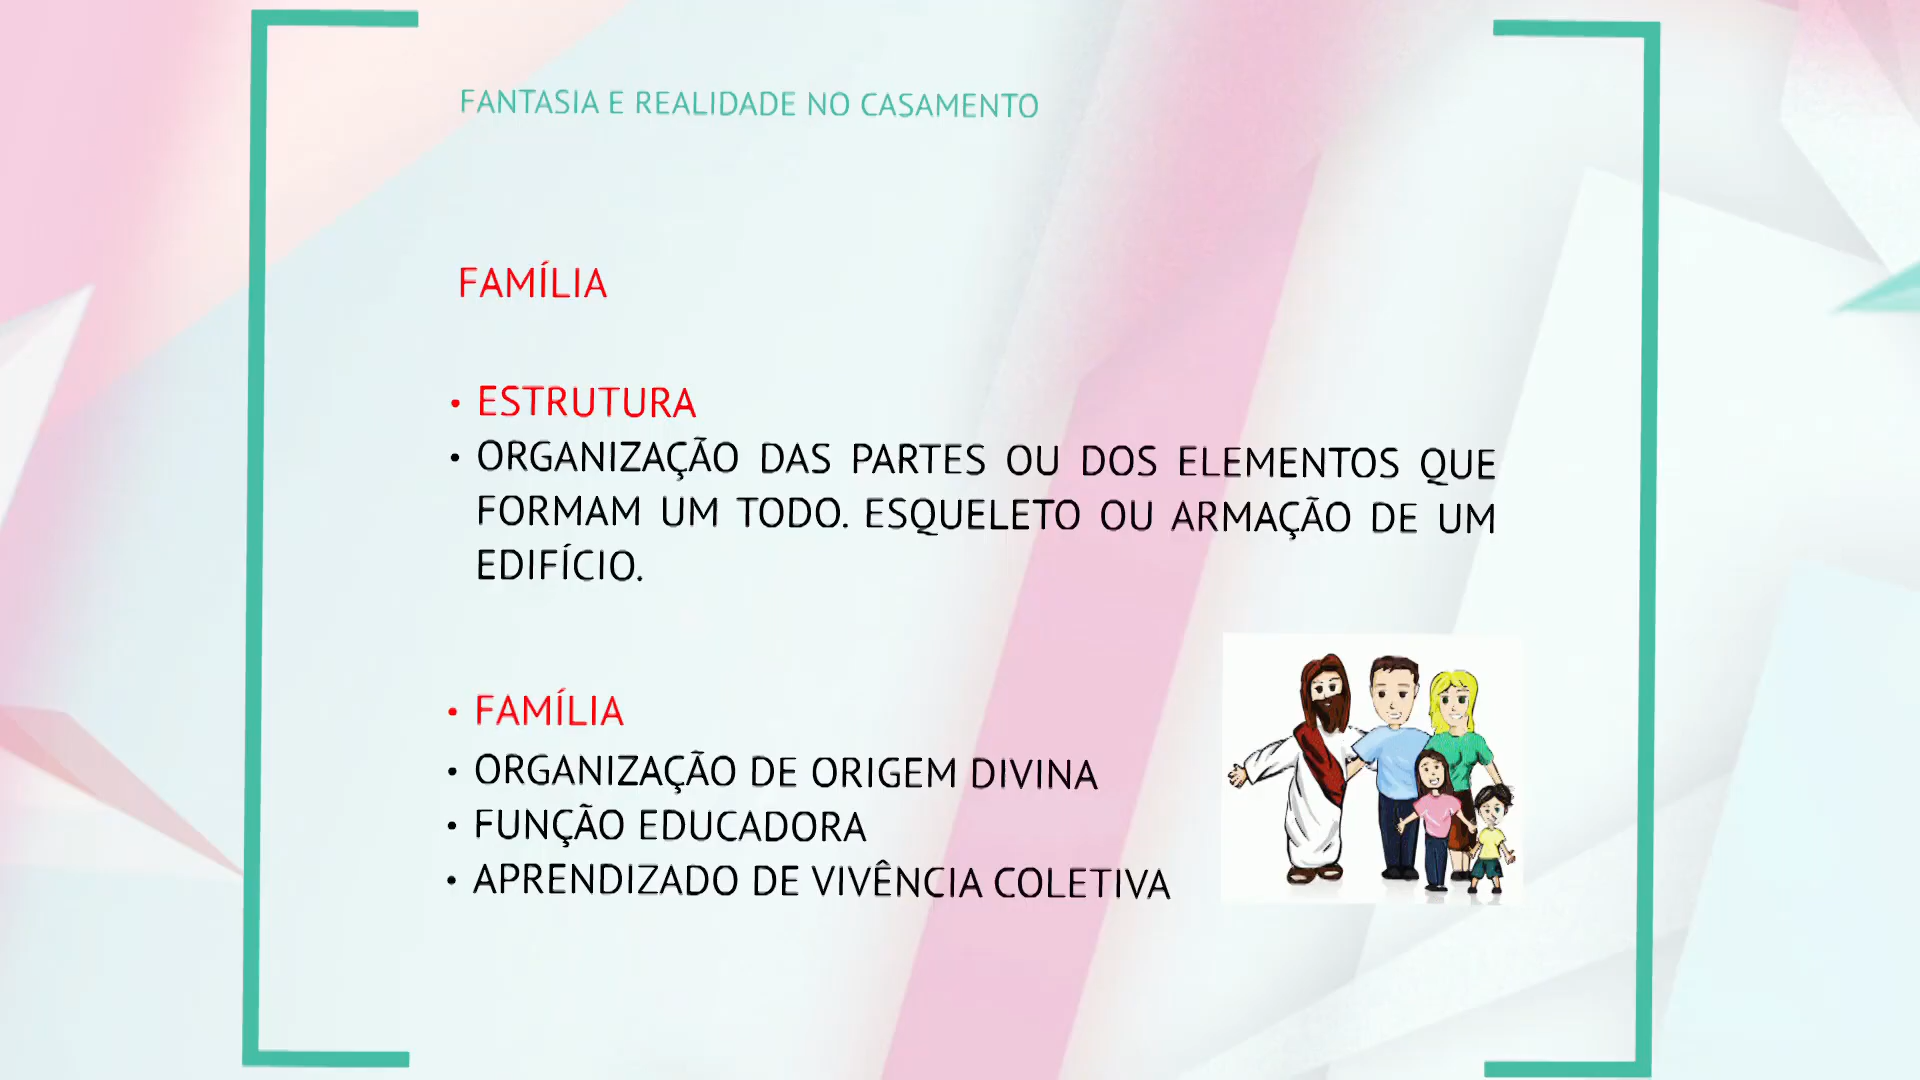 FANTASIA E REALIDADE NO CASAMENTO
FAMÍLIA
• ESTRUTURA
• ORGANIZAÇÃO DAS PARTES OU DOS ELEMENTOS QUE
FORMAM UM TODO. ESQUELETO OU ARMAÇÃO DE UM
EDIFÍCIO.
• FAMÍLIA
• ORGANIZAÇÃO DE ORIGEM DIVINA
• FUNÇÃO EDUCADORA
• APRENDIZADO DE VIVÊNCIA COLETIVA